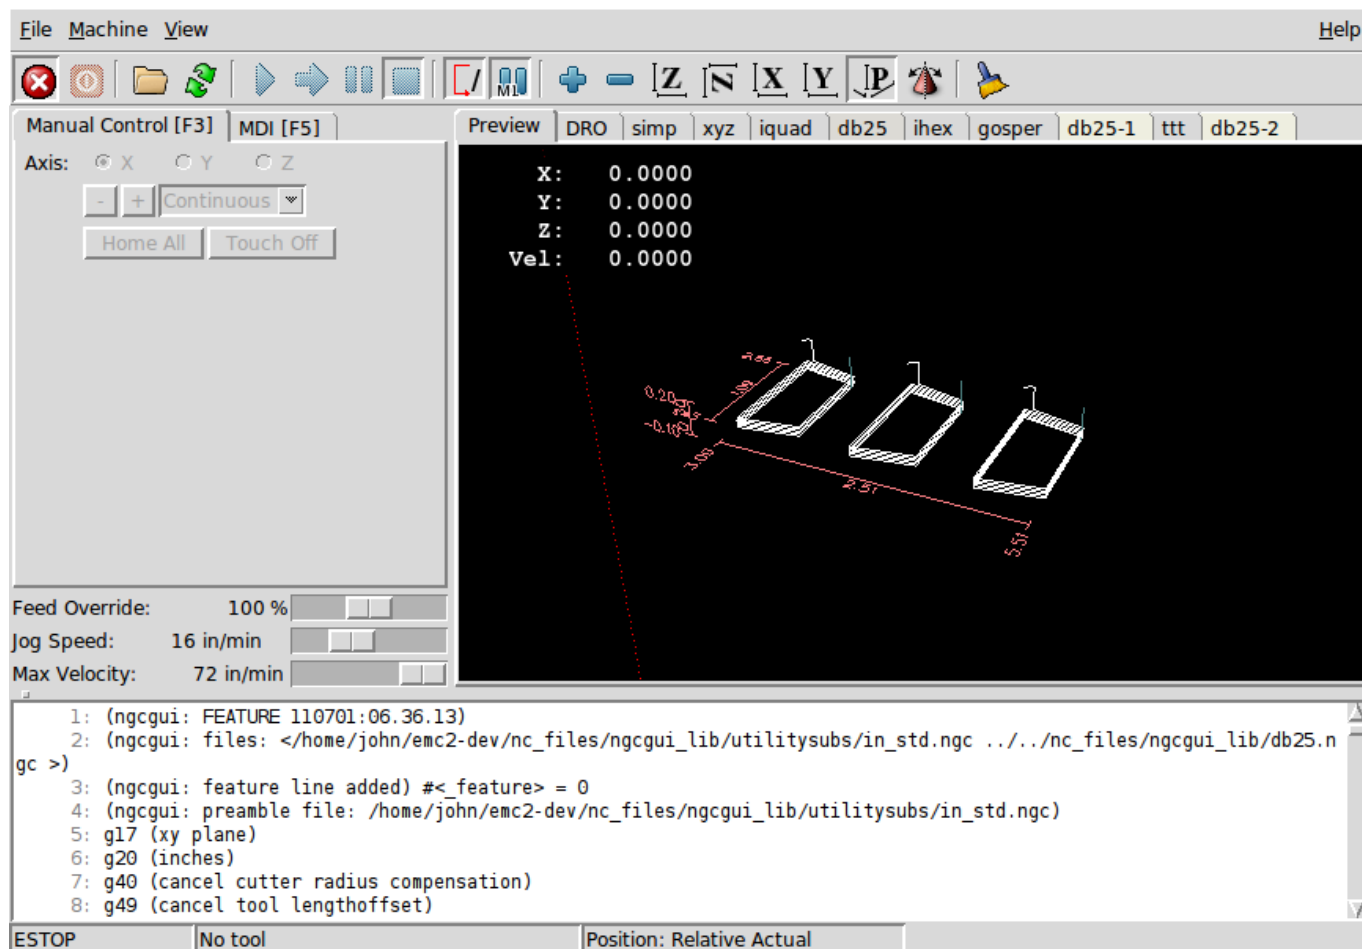 File Machine View Help
M1 Z N X Y P
Manual Control [F3] MDI [F5] Preview DRO simp xyz iquad db25 ihex gosper db25-1 ttt db25-2
Axis: X Y Z
- + Continuous
Home All Touch Off
X: 0.0000
Y: 0.0000
Z: 0.0000
Vel: 0.0000
0.20
-0.10
3.00
2.51
5.51
Feed Override: 100 %
Jog Speed: 16 in/min
Max Velocity: 72 in/min
1: (ngcgui: FEATURE 110701:06.36.13)
2: (ngcgui: files: </home/john/emc2-dev/nc_files/ngcgui_lib/utilitysubs/in_std.ngc ../../nc_files/ngcgui_lib/db25.n
gc >)
3: (ngcgui: feature line added) #<_feature> = 0
4: (ngcgui: preamble file: /home/john/emc2-dev/nc_files/ngcgui_lib/utilitysubs/in_std.ngc)
5: g17 (xy plane)
6: g20 (inches)
7: g40 (cancel cutter radius compensation)
8: g49 (cancel tool lengthoffset)
ESTOP No tool Position: Relative Actual